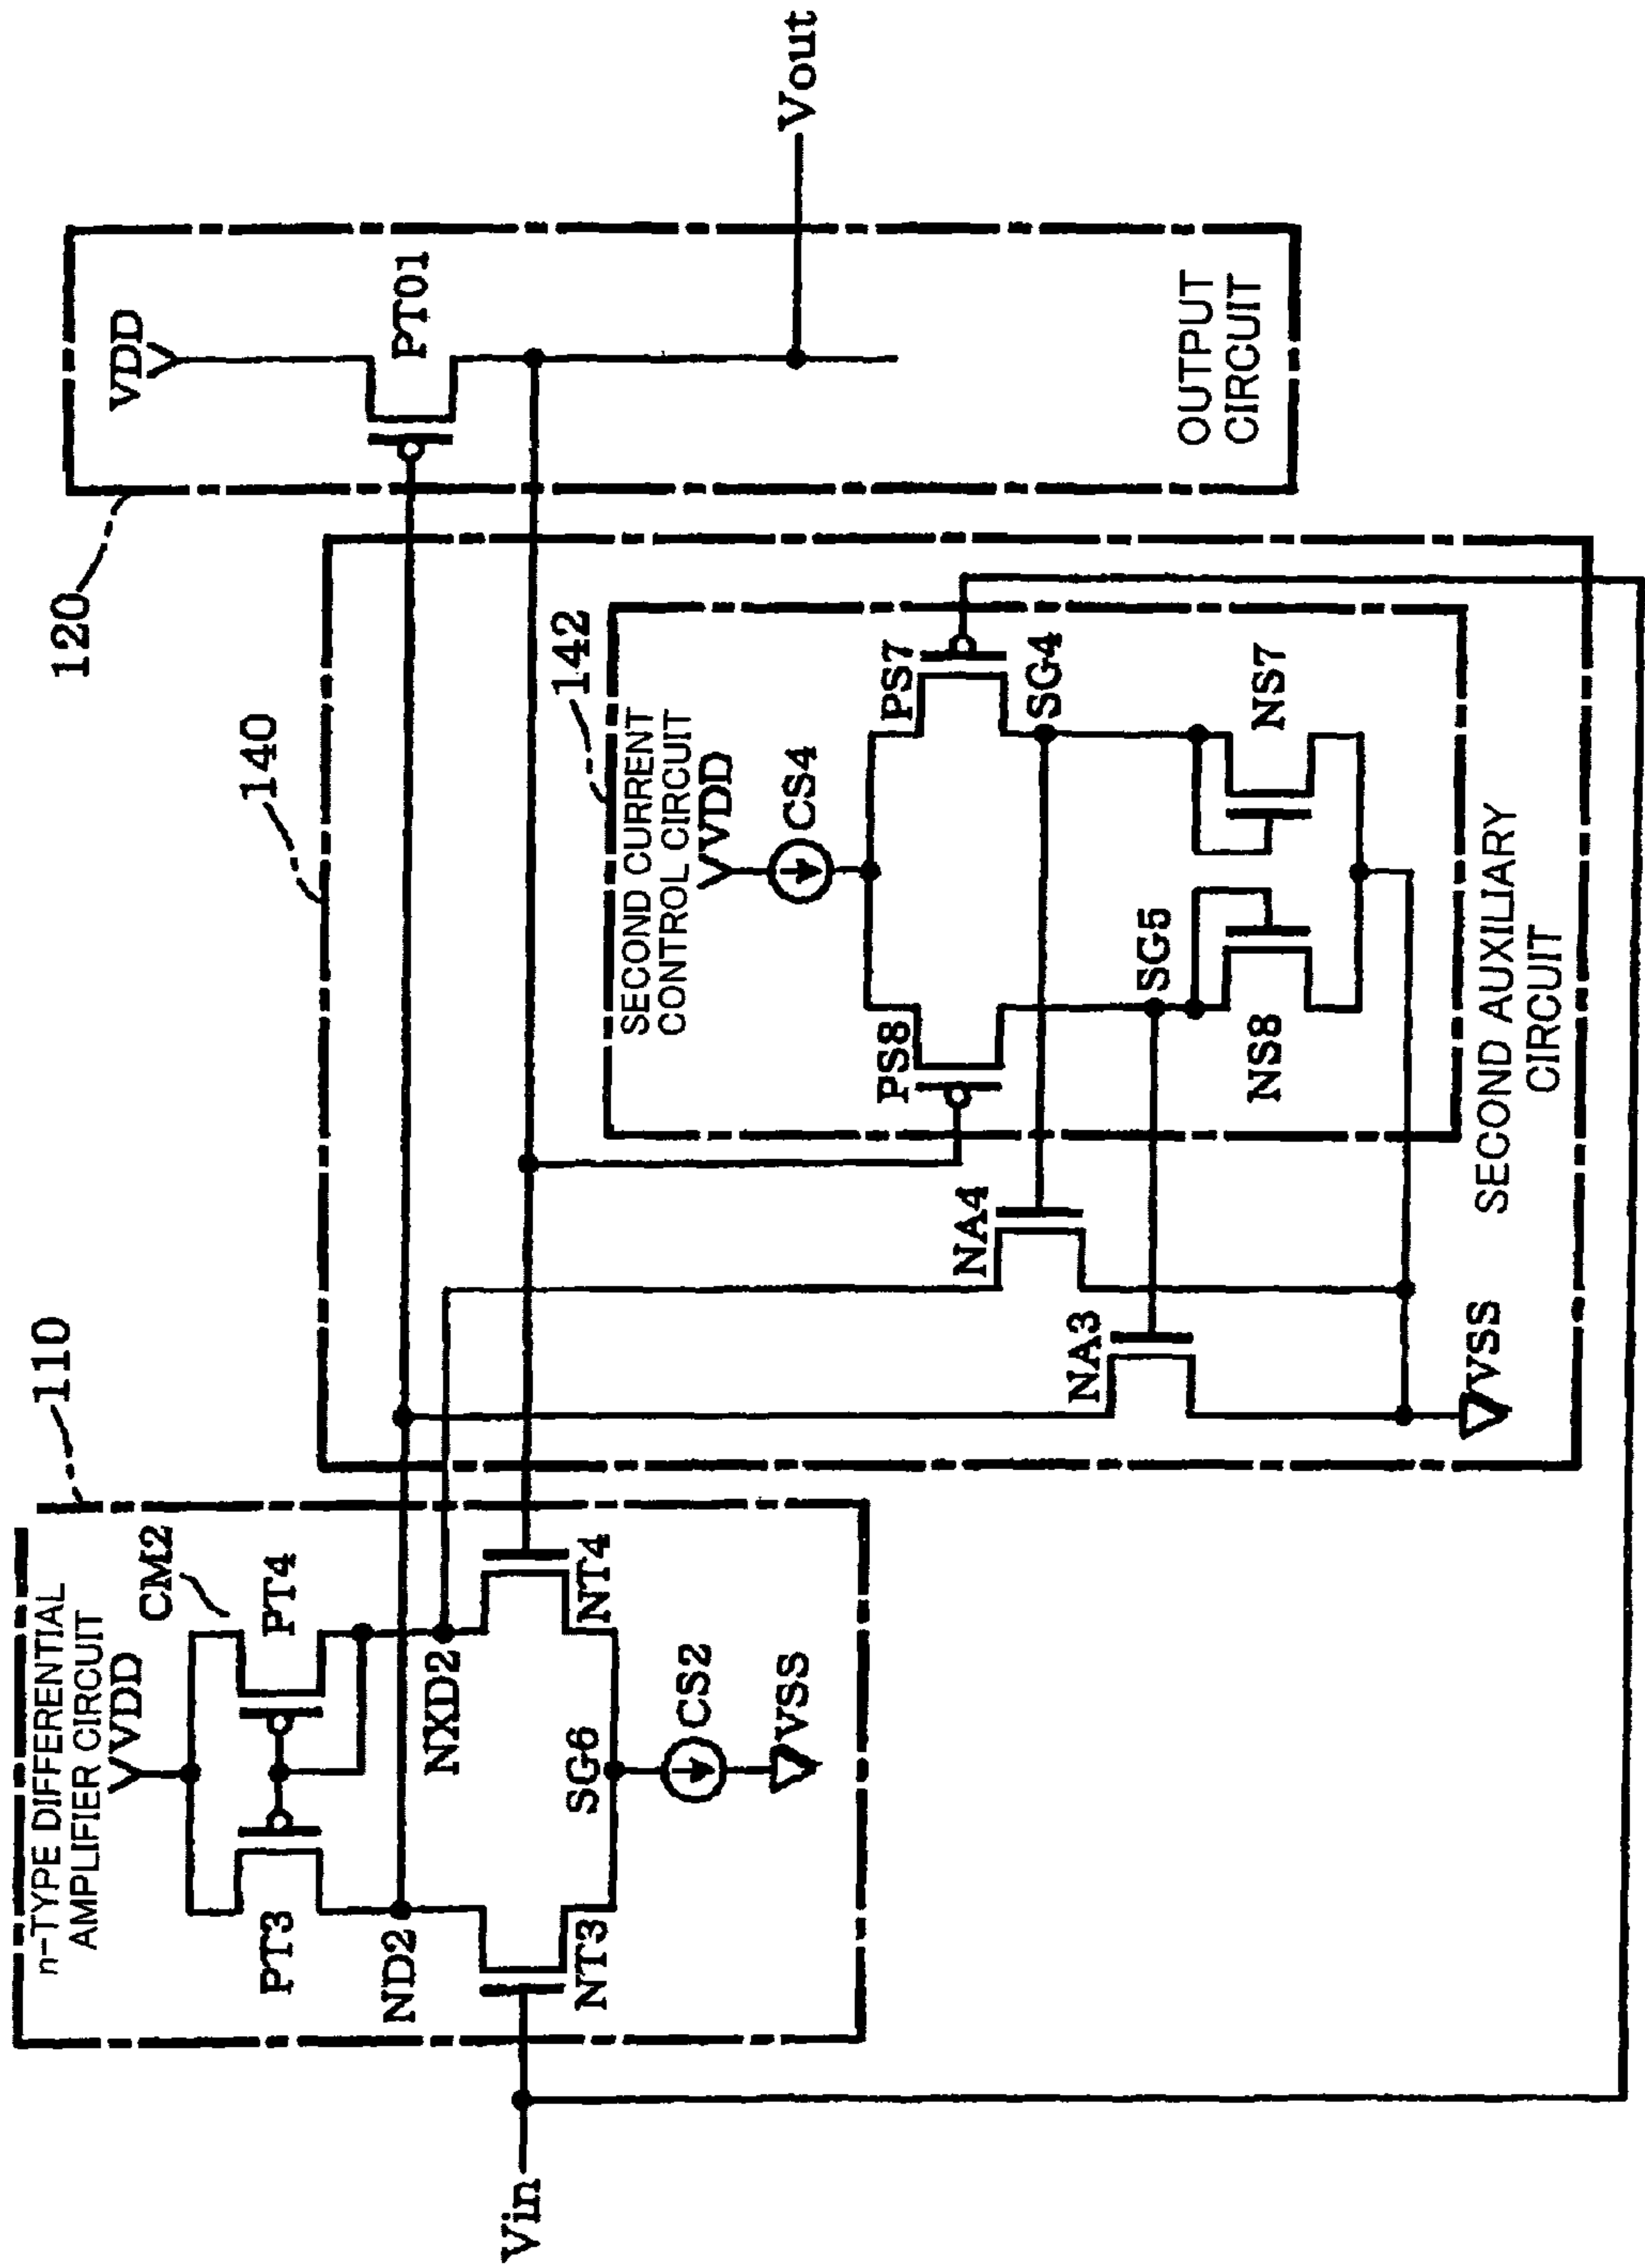 n-TYPE DIFFERENTIAL
AMPLIFIER CIRCUIT
110
VDD
CM2
PT3
PT4
ND2
NXD2
NT3
NT4
SG6
CS2
VSS
Vin
140
142
SECOND CURRENT
CONTROL CIRCUIT
VDD
CS4
PS8
PS7
SG4
SG5
NS8
NS7
NA4
NA3
VSS
SECOND AUXILIARY
CIRCUIT
120
VDD
PT01
Vout
OUTPUT
CIRCUIT